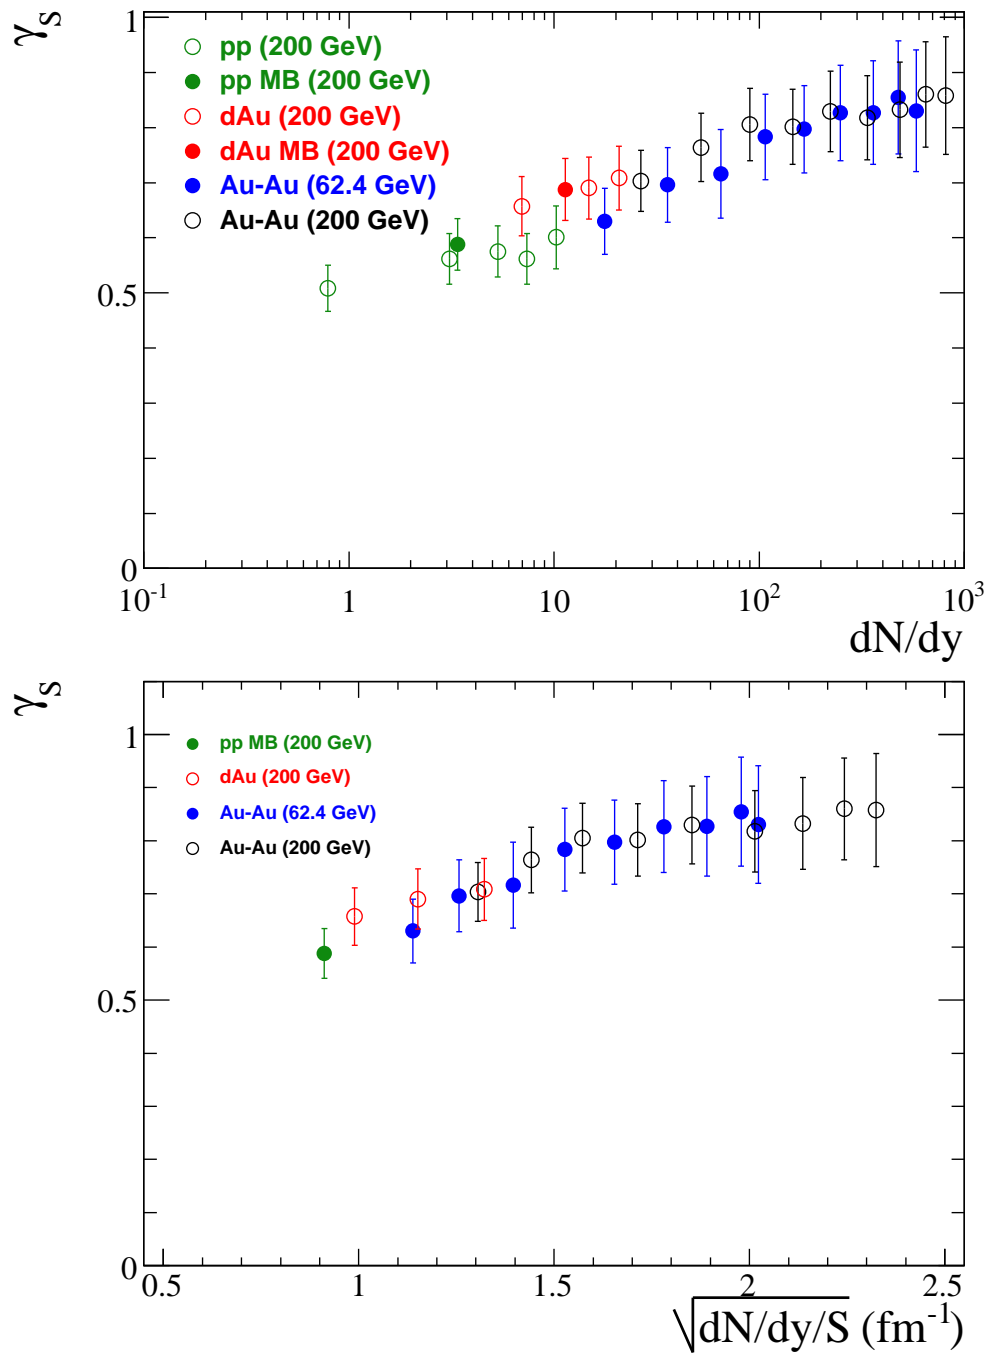 γS
1
pp (200 GeV)
pp MB (200 GeV)
dAu (200 GeV)
dAu MB (200 GeV)
Au-Au (62.4 GeV)
Au-Au (200 GeV)
0.5
0
10-1 1 10 102 103
dN/dy
γS
1
pp MB (200 GeV)
dAu (200 GeV)
Au-Au (62.4 GeV)
Au-Au (200 GeV)
0.5
0
0.5 1 1.5 2 2.5
√dN/dy/S (fm-1)